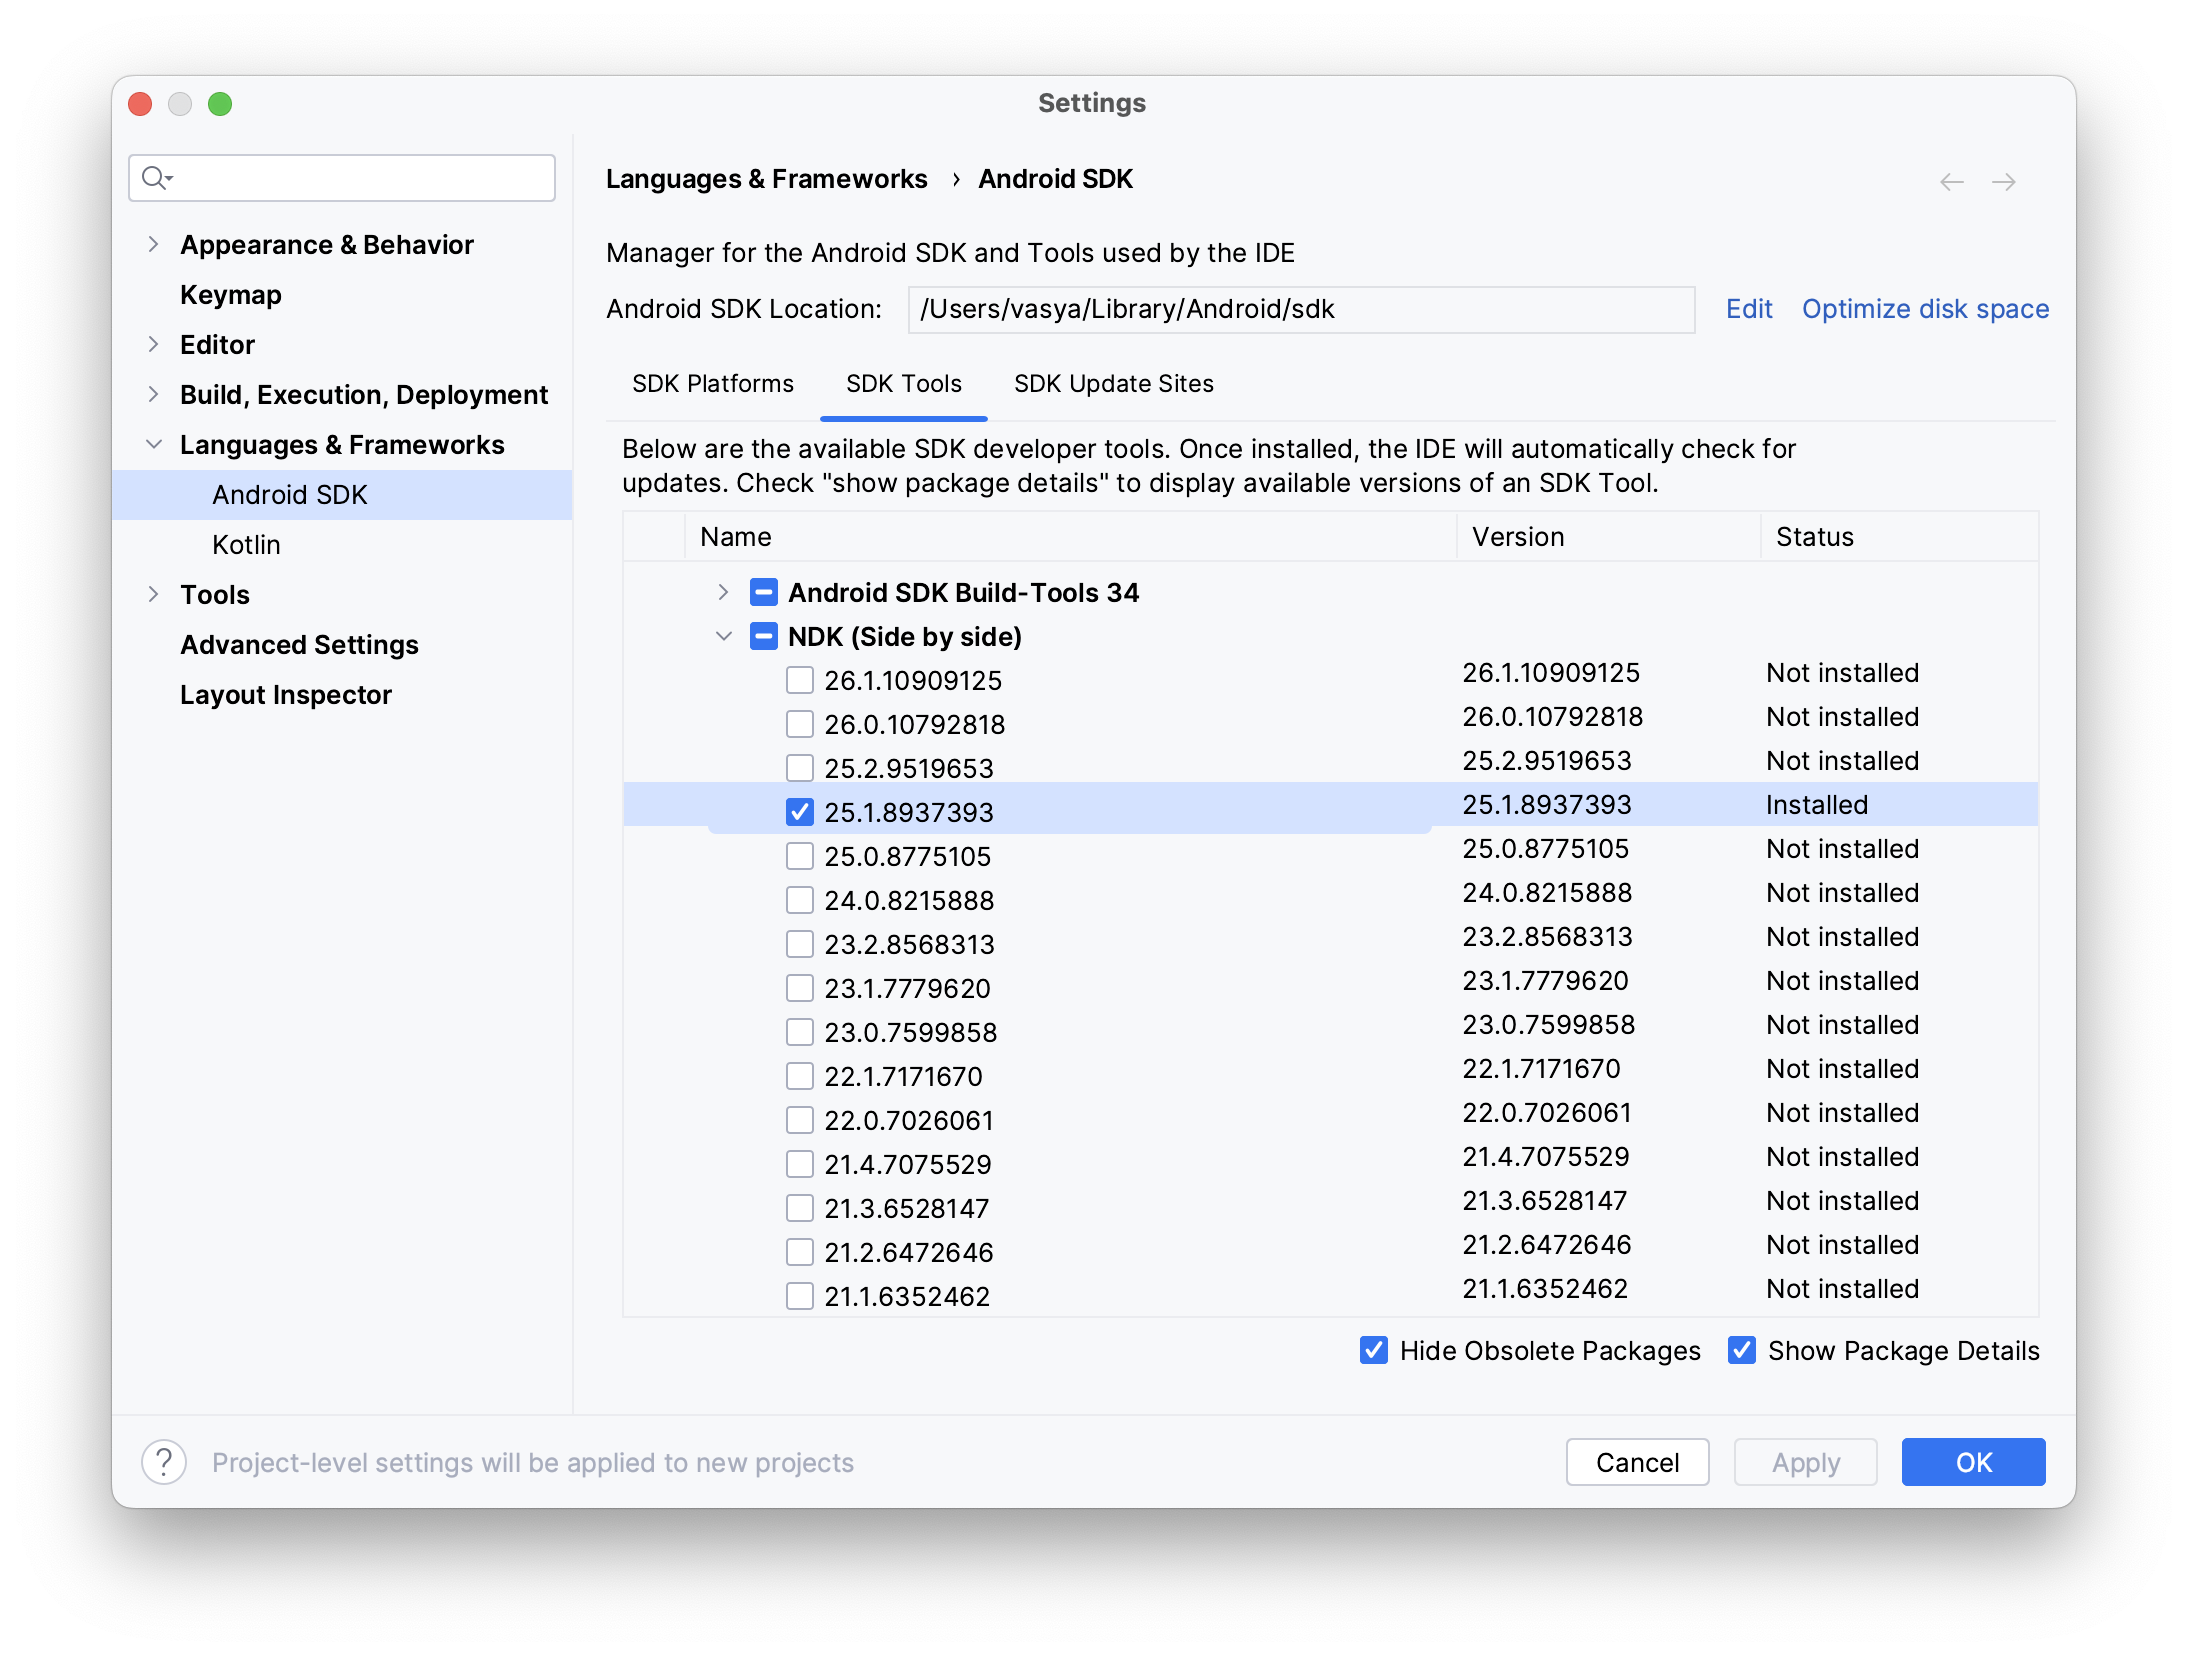 Settings
Appearance & Behavior
Keymap
Editor
Build, Execution, Deployment
Languages & Frameworks
Android SDK
Kotlin
Tools
Advanced Settings
Layout Inspector
Languages & Frameworks › Android SDK
Manager for the Android SDK and Tools used by the IDE
Android SDK Location: /Users/vasya/Library/Android/sdk Edit Optimize disk space
SDK Platforms SDK Tools SDK Update Sites
Below are the available SDK developer tools. Once installed, the IDE will automatically check for
updates. Check "show package details" to display available versions of an SDK Tool.
Name Version Status
Android SDK Build-Tools 34
NDK (Side by side)
26.1.10909125 26.1.10909125 Not installed
26.0.10792818 26.0.10792818 Not installed
25.2.9519653 25.2.9519653 Not installed
25.1.8937393 25.1.8937393 Installed
25.0.8775105 25.0.8775105 Not installed
24.0.8215888 24.0.8215888 Not installed
23.2.8568313 23.2.8568313 Not installed
23.1.7779620 23.1.7779620 Not installed
23.0.7599858 23.0.7599858 Not installed
22.1.7171670 22.1.7171670 Not installed
22.0.7026061 22.0.7026061 Not installed
21.4.7075529 21.4.7075529 Not installed
21.3.6528147 21.3.6528147 Not installed
21.2.6472646 21.2.6472646 Not installed
21.1.6352462 21.1.6352462 Not installed
Hide Obsolete Packages Show Package Details
? Project-level settings will be applied to new projects Cancel Apply OK